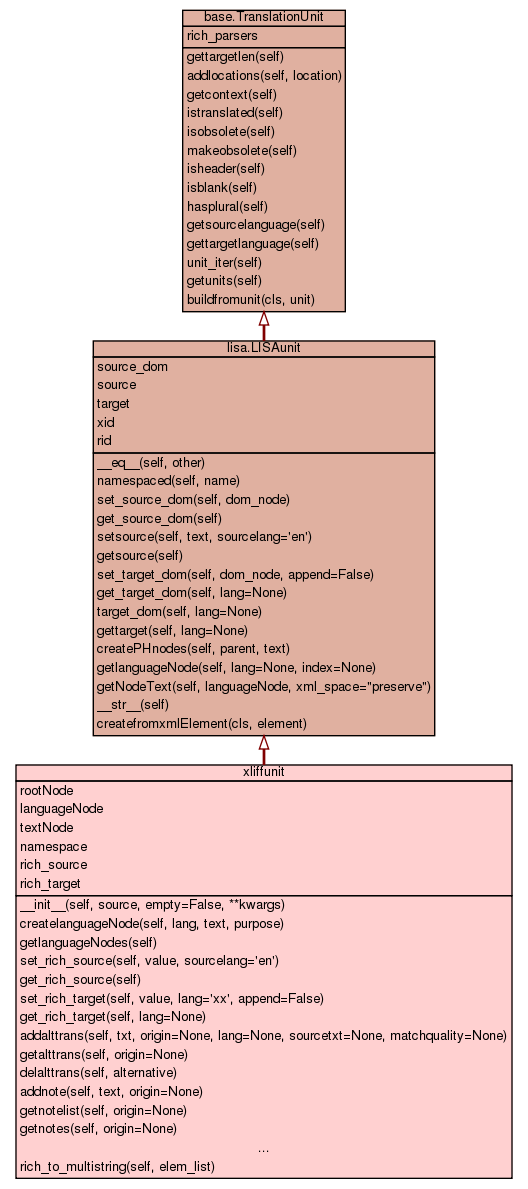 base.TranslationUnit
rich_parsers
gettargetlen(self)
addlocations(self, location)
getcontext(self)
istranslated(self)
isobsolete(self)
makeobsolete(self)
isheader(self)
isblank(self)
hasplural(self)
getsourcelanguage(self)
gettargetlanguage(self)
unit_iter(self)
getunits(self)
buildfromunit(cls, unit)
lisa.LISAunit
source_dom
source
target
xid
rid
__eq__(self, other)
namespaced(self, name)
set_source_dom(self, dom_node)
get_source_dom(self)
setsource(self, text, sourcelang='en')
getsource(self)
set_target_dom(self, dom_node, append=False)
get_target_dom(self, lang=None)
target_dom(self, lang=None)
gettarget(self, lang=None)
createPHnodes(self, parent, text)
getlanguageNode(self, lang=None, index=None)
getNodeText(self, languageNode, xml_space="preserve")
__str__(self)
createfromxmlElement(cls, element)
xliffunit
rootNode
languageNode
textNode
namespace
rich_source
rich_target
__init__(self, source, empty=False, **kwargs)
createlanguageNode(self, lang, text, purpose)
getlanguageNodes(self)
set_rich_source(self, value, sourcelang='en')
get_rich_source(self)
set_rich_target(self, value, lang='xx', append=False)
get_rich_target(self, lang=None)
addalttrans(self, txt, origin=None, lang=None, sourcetxt=None, matchquality=None)
getalttrans(self, origin=None)
delalttrans(self, alternative)
addnote(self, text, origin=None)
getnotelist(self, origin=None)
getnotes(self, origin=None)
...
rich_to_multistring(self, elem_list)